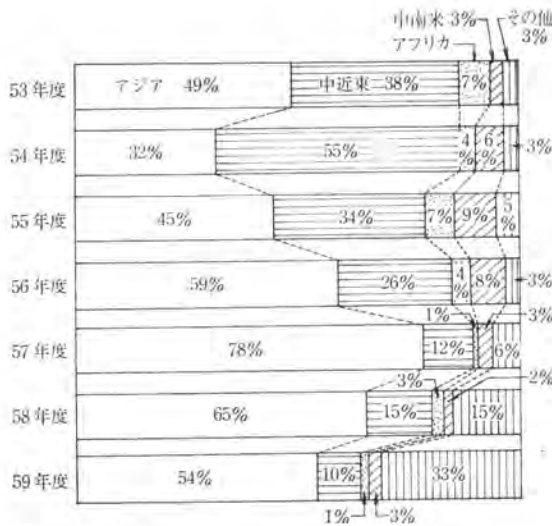 中南米 3% その他
3%
アフリカ
53年度 アジア 49% 中近東 38% 7%
54年度 32% 55% 4% 6% 3%
55年度 45% 34% 7% 9% 5%
56年度 59% 26% 4% 8% 3%
1% 3%
57年度 78% 12% 6%
3% 2%
58年度 65% 15% 15%
59年度 54% 10% 33%
1% 3%